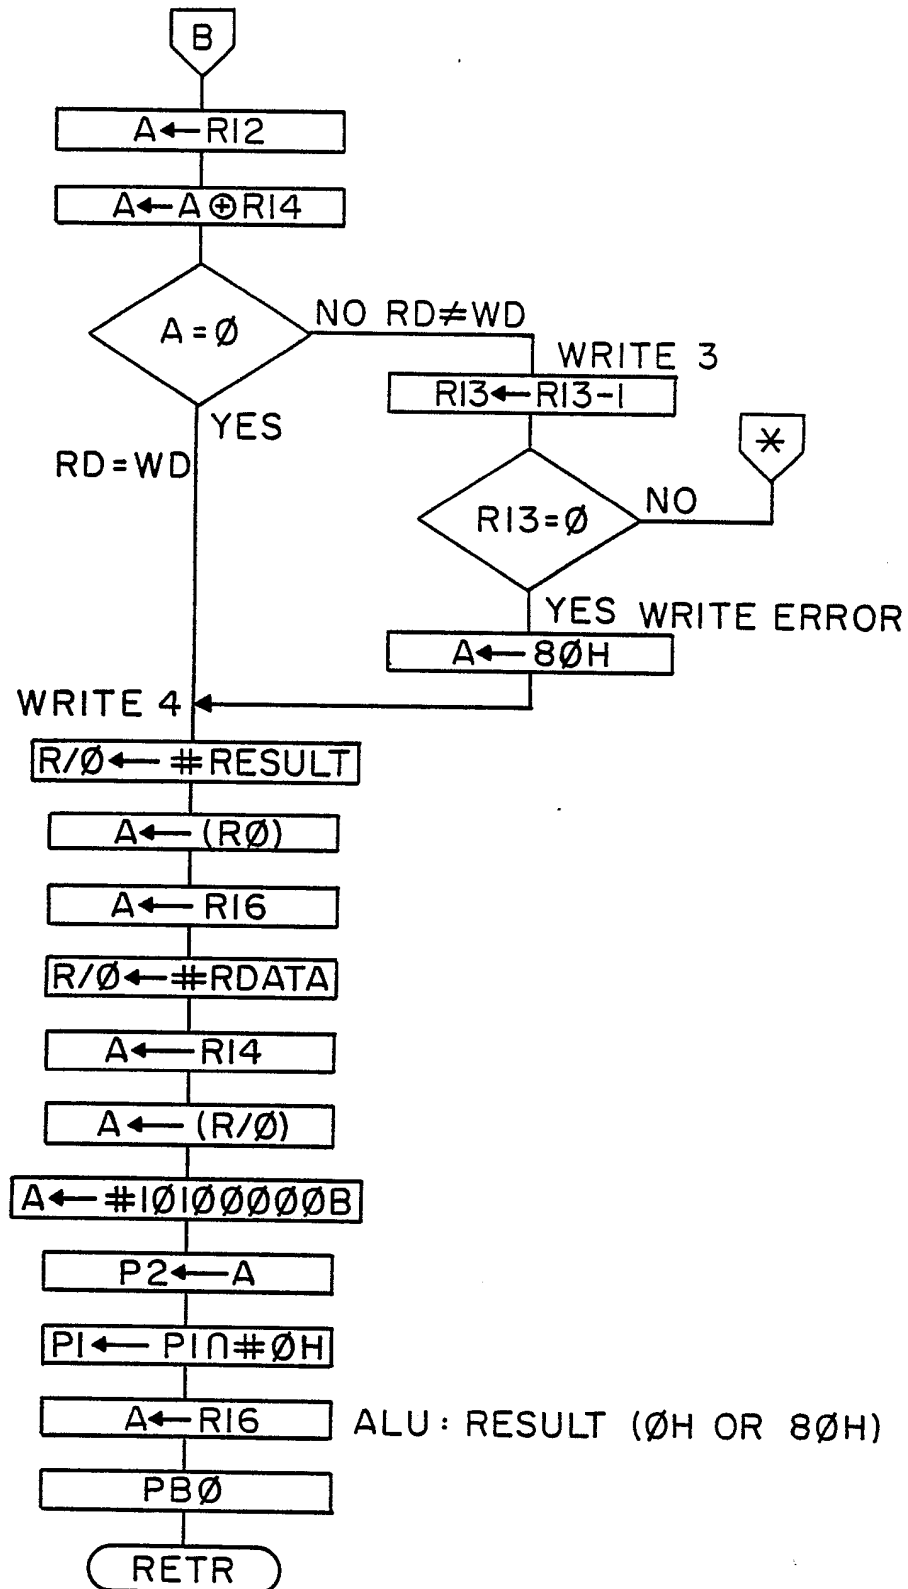 B
A←R12
A←A⊕R14
A=Ø
NO RD≠WD
WRITE 3
R13←R13-1
YES
RD=WD
*
R13=Ø
NO
YES WRITE ERROR
A←8ØH
WRITE 4
R/Ø←#RESULT
A←(RØ)
A←R16
R/Ø←#RDATA
A←R14
A←(R/Ø)
A←#1Ø1ØØØØØB
P2←A
P1←P1∩#ØH
A←R16 ALU: RESULT (ØH OR 8ØH)
PBØ
RETR